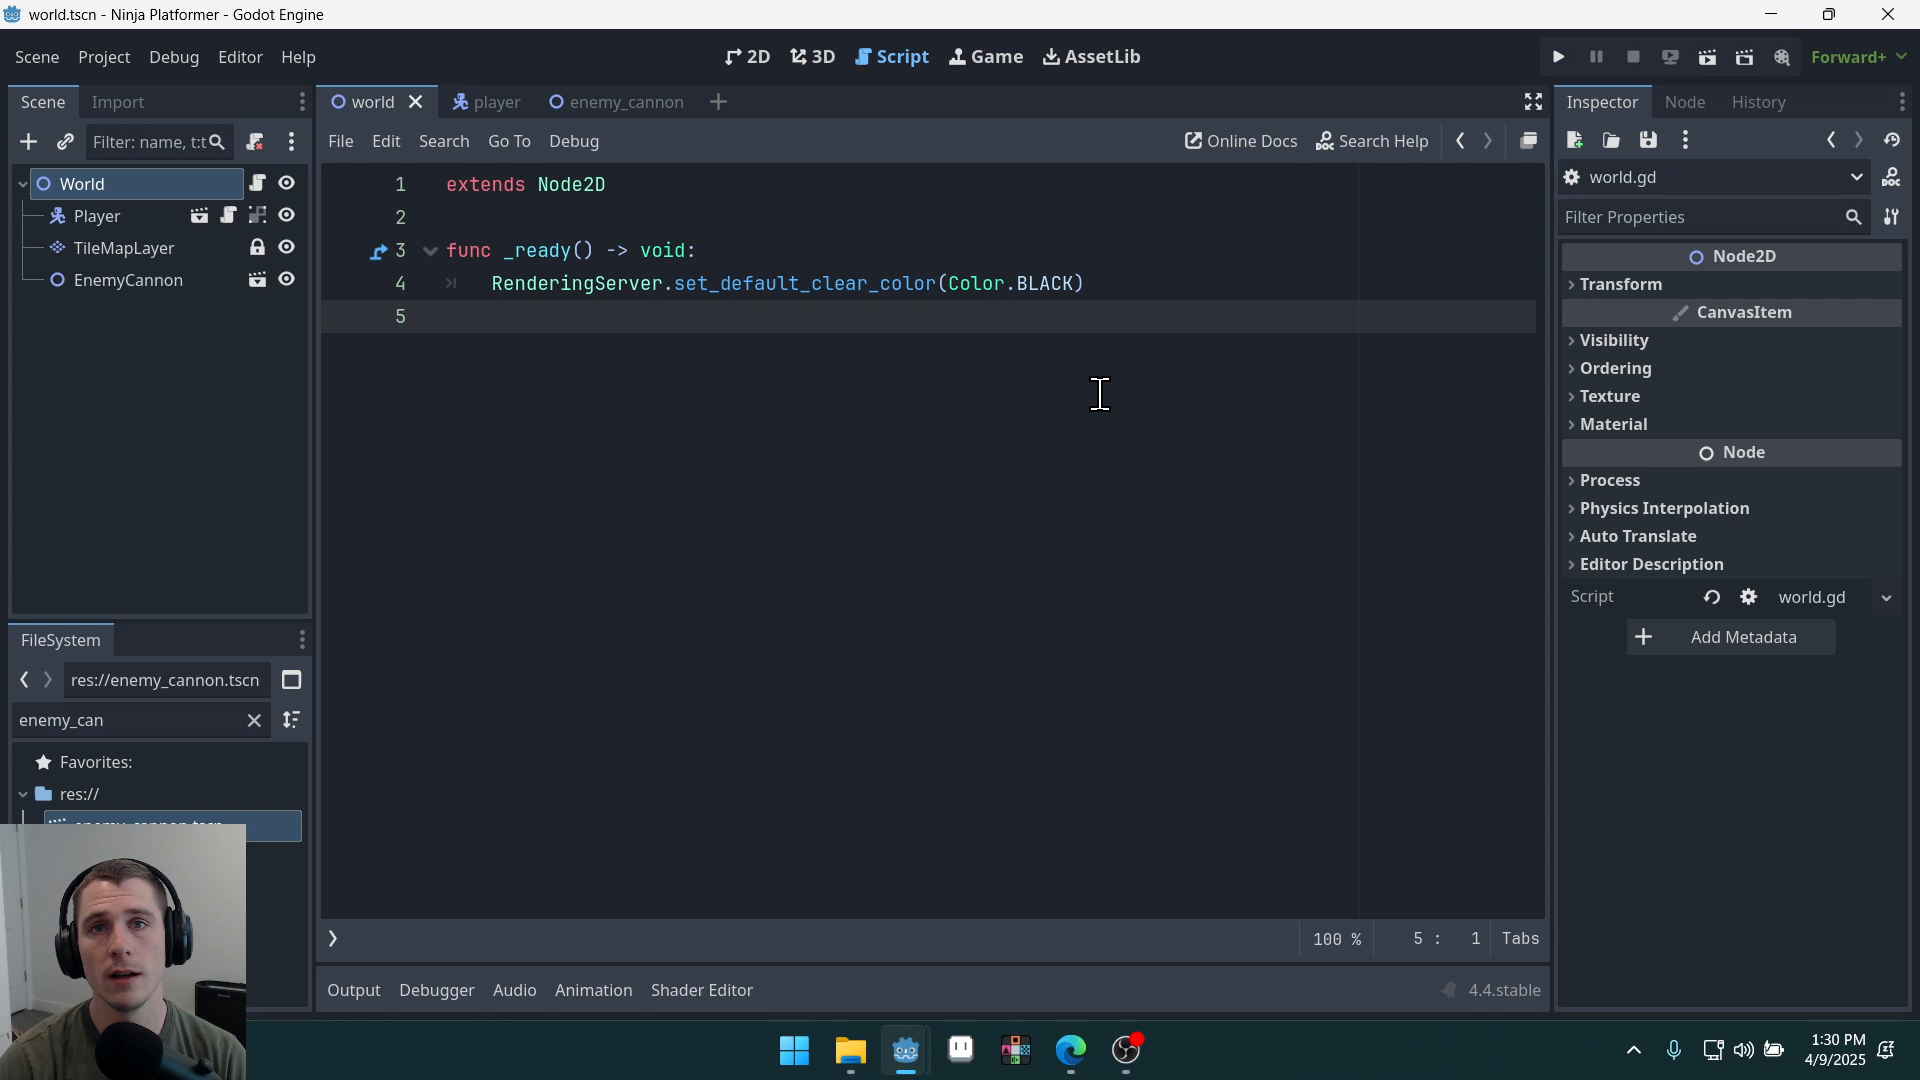 world.tscn - Ninja Platformer - Godot Engine
Scene Project Debug Editor Help
2D 3D Script Game AssetLib
Forward+
Scene Import
world player enemy_cannon
Inspector Node History
Filter: name, t:t
File Edit Search Go To Debug
Online Docs Search Help
World
Player
TileMapLayer
EnemyCannon
1 extends Node2D
2
3 func _ready() -> void:
4 RenderingServer.set_default_clear_color(Color.BLACK)
5
world.gd
Filter Properties
Node2D
Transform
CanvasItem
Visibility
Ordering
Texture
Material
Node
Process
Physics Interpolation
Auto Translate
Editor Description
Script world.gd
Add Metadata
FileSystem
res://enemy_cannon.tscn
enemy_can
Favorites:
res://
enemy_cannon.tscn
100 % 5 : 1 Tabs
Output Debugger Audio Animation Shader Editor
4.4.stable
1:30 PM
4/9/2025